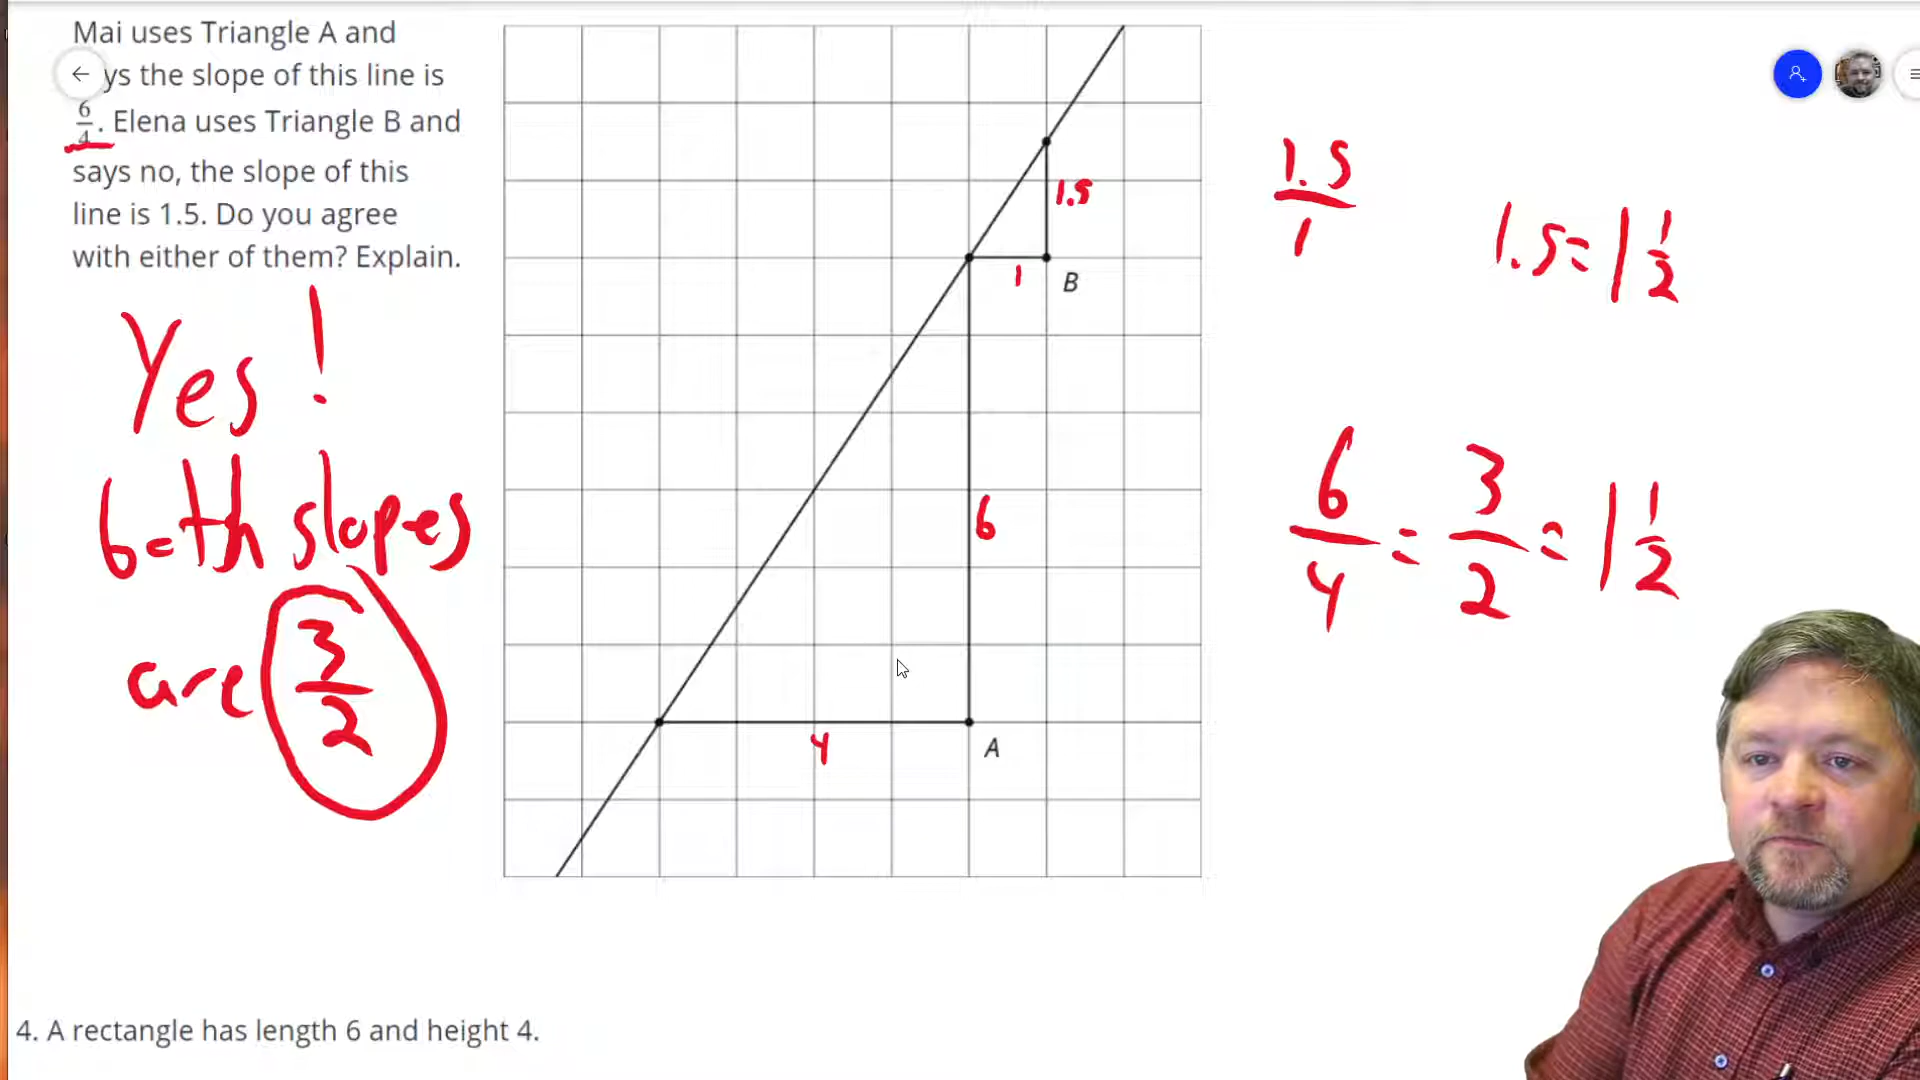 Mai uses Triangle A and
ys the slope of this line is
6/4. Elena uses Triangle B and
says no, the slope of this
line is 1.5. Do you agree
with either of them? Explain.
Yes!
both slopes
are 3/2
1.5
1
B
6
4
A
1.5/1
1.5=1 1/2
6/4=3/2=1 1/2
4. A rectangle has length 6 and height 4.